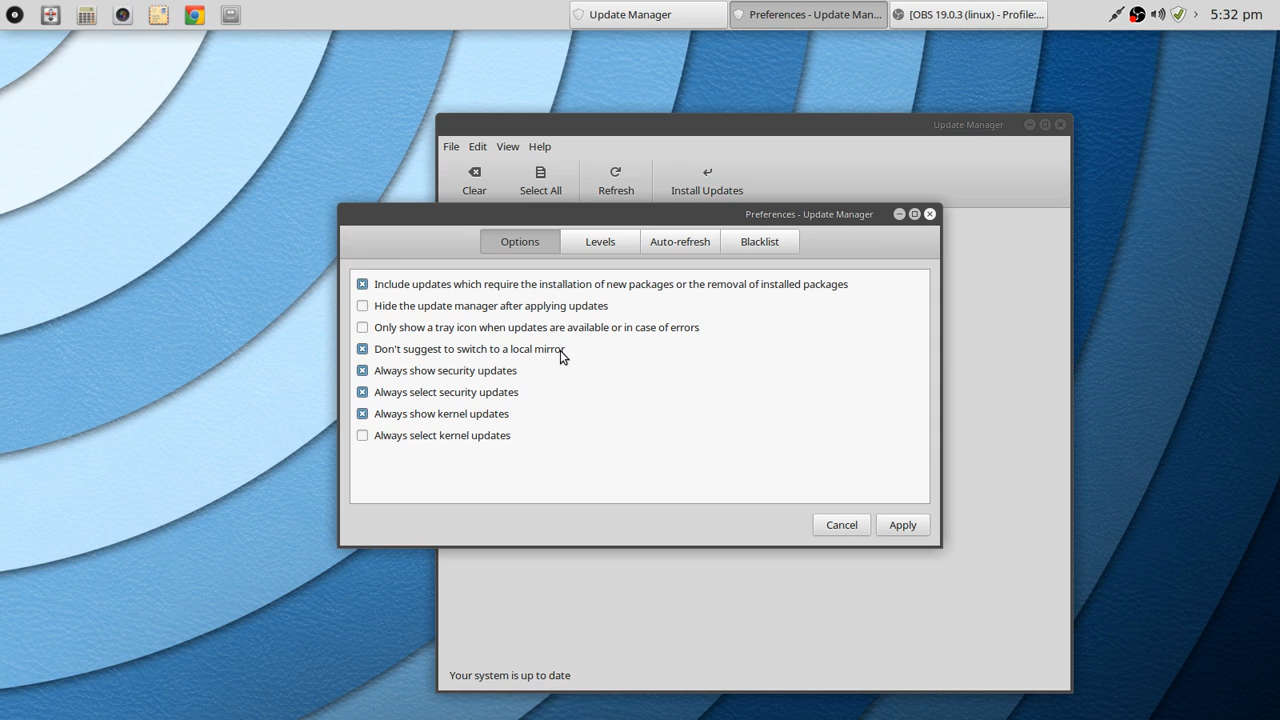 Update Manager
Preferences - Update Man...
[OBS 19.0.3 (linux) - Profile:...
5:32 pm
Update Manager
File Edit View Help
Clear Select All Refresh Install Updates
Preferences - Update Manager
Options Levels Auto-refresh Blacklist
Include updates which require the installation of new packages or the removal of installed packages
Hide the update manager after applying updates
Only show a tray icon when updates are available or in case of errors
Don't suggest to switch to a local mirror
Always show security updates
Always select security updates
Always show kernel updates
Always select kernel updates
Cancel Apply
Your system is up to date